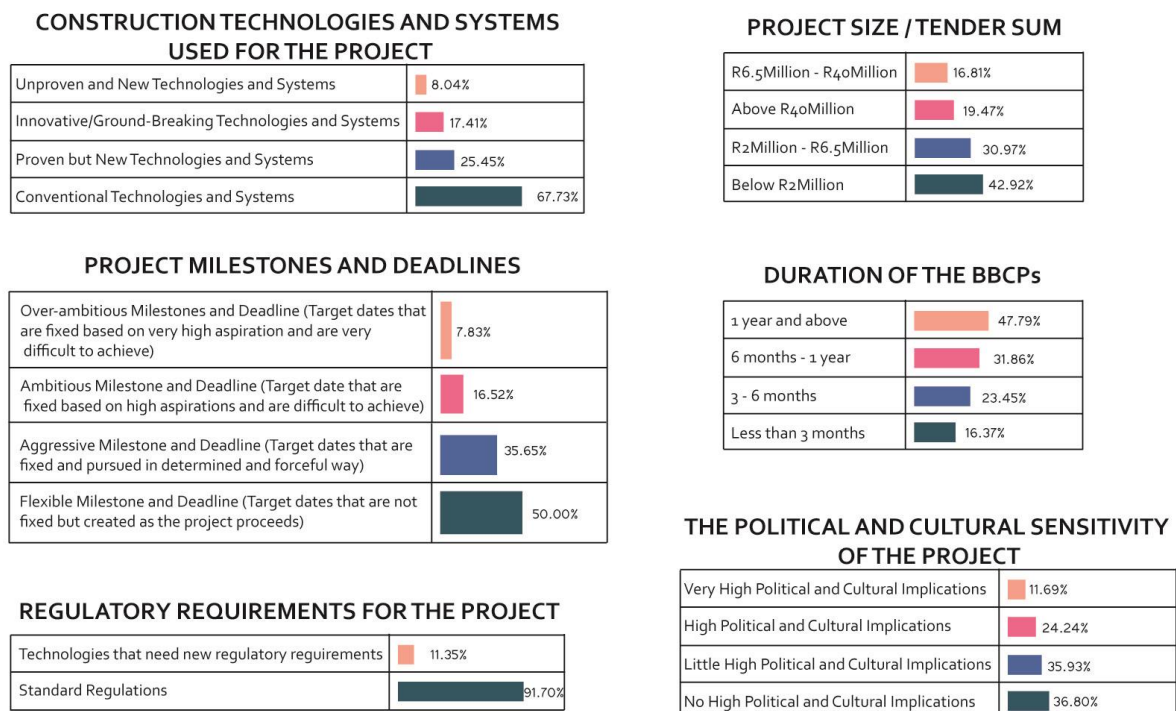 CONSTRUCTION TECHNOLOGIES AND SYSTEMS
USED FOR THE PROJECT
Unproven and New Technologies and Systems 8.04%
Innovative/Ground-Breaking Technologies and Systems 17.41%
Proven but New Technologies and Systems 25.45%
Conventional Technologies and Systems 67.73%
PROJECT SIZE / TENDER SUM
R6.5Million - R40Million 16.81%
Above R40Million 19.47%
R2Million - R6.5Million 30.97%
Below R2Million 42.92%
PROJECT MILESTONES AND DEADLINES
Over-ambitious Milestones and Deadline (Target dates that
are fixed based on very high aspiration and are very
difficult to achieve)
7.83%
Ambitious Milestone and Deadline (Target date that are
fixed based on high aspirations and are difficult to achieve)
16.52%
Aggressive Milestone and Deadline (Target dates that are
fixed and pursued in determined and forceful way)
35.65%
Flexible Milestone and Deadline (Target dates that are not
fixed but created as the project proceeds)
50.00%
DURATION OF THE BBCPs
1 year and above 47.79%
6 months - 1 year 31.86%
3 - 6 months 23.45%
Less than 3 months 16.37%
REGULATORY REQUIREMENTS FOR THE PROJECT
Technologies that need new regulatory reguirements 11.35%
Standard Regulations 91.70%
THE POLITICAL AND CULTURAL SENSITIVITY
OF THE PROJECT
Very High Political and Cultural Implications 11.69%
High Political and Cultural Implications 24.24%
Little High Political and Cultural Implications 35.93%
No High Political and Cultural Implications 36.80%